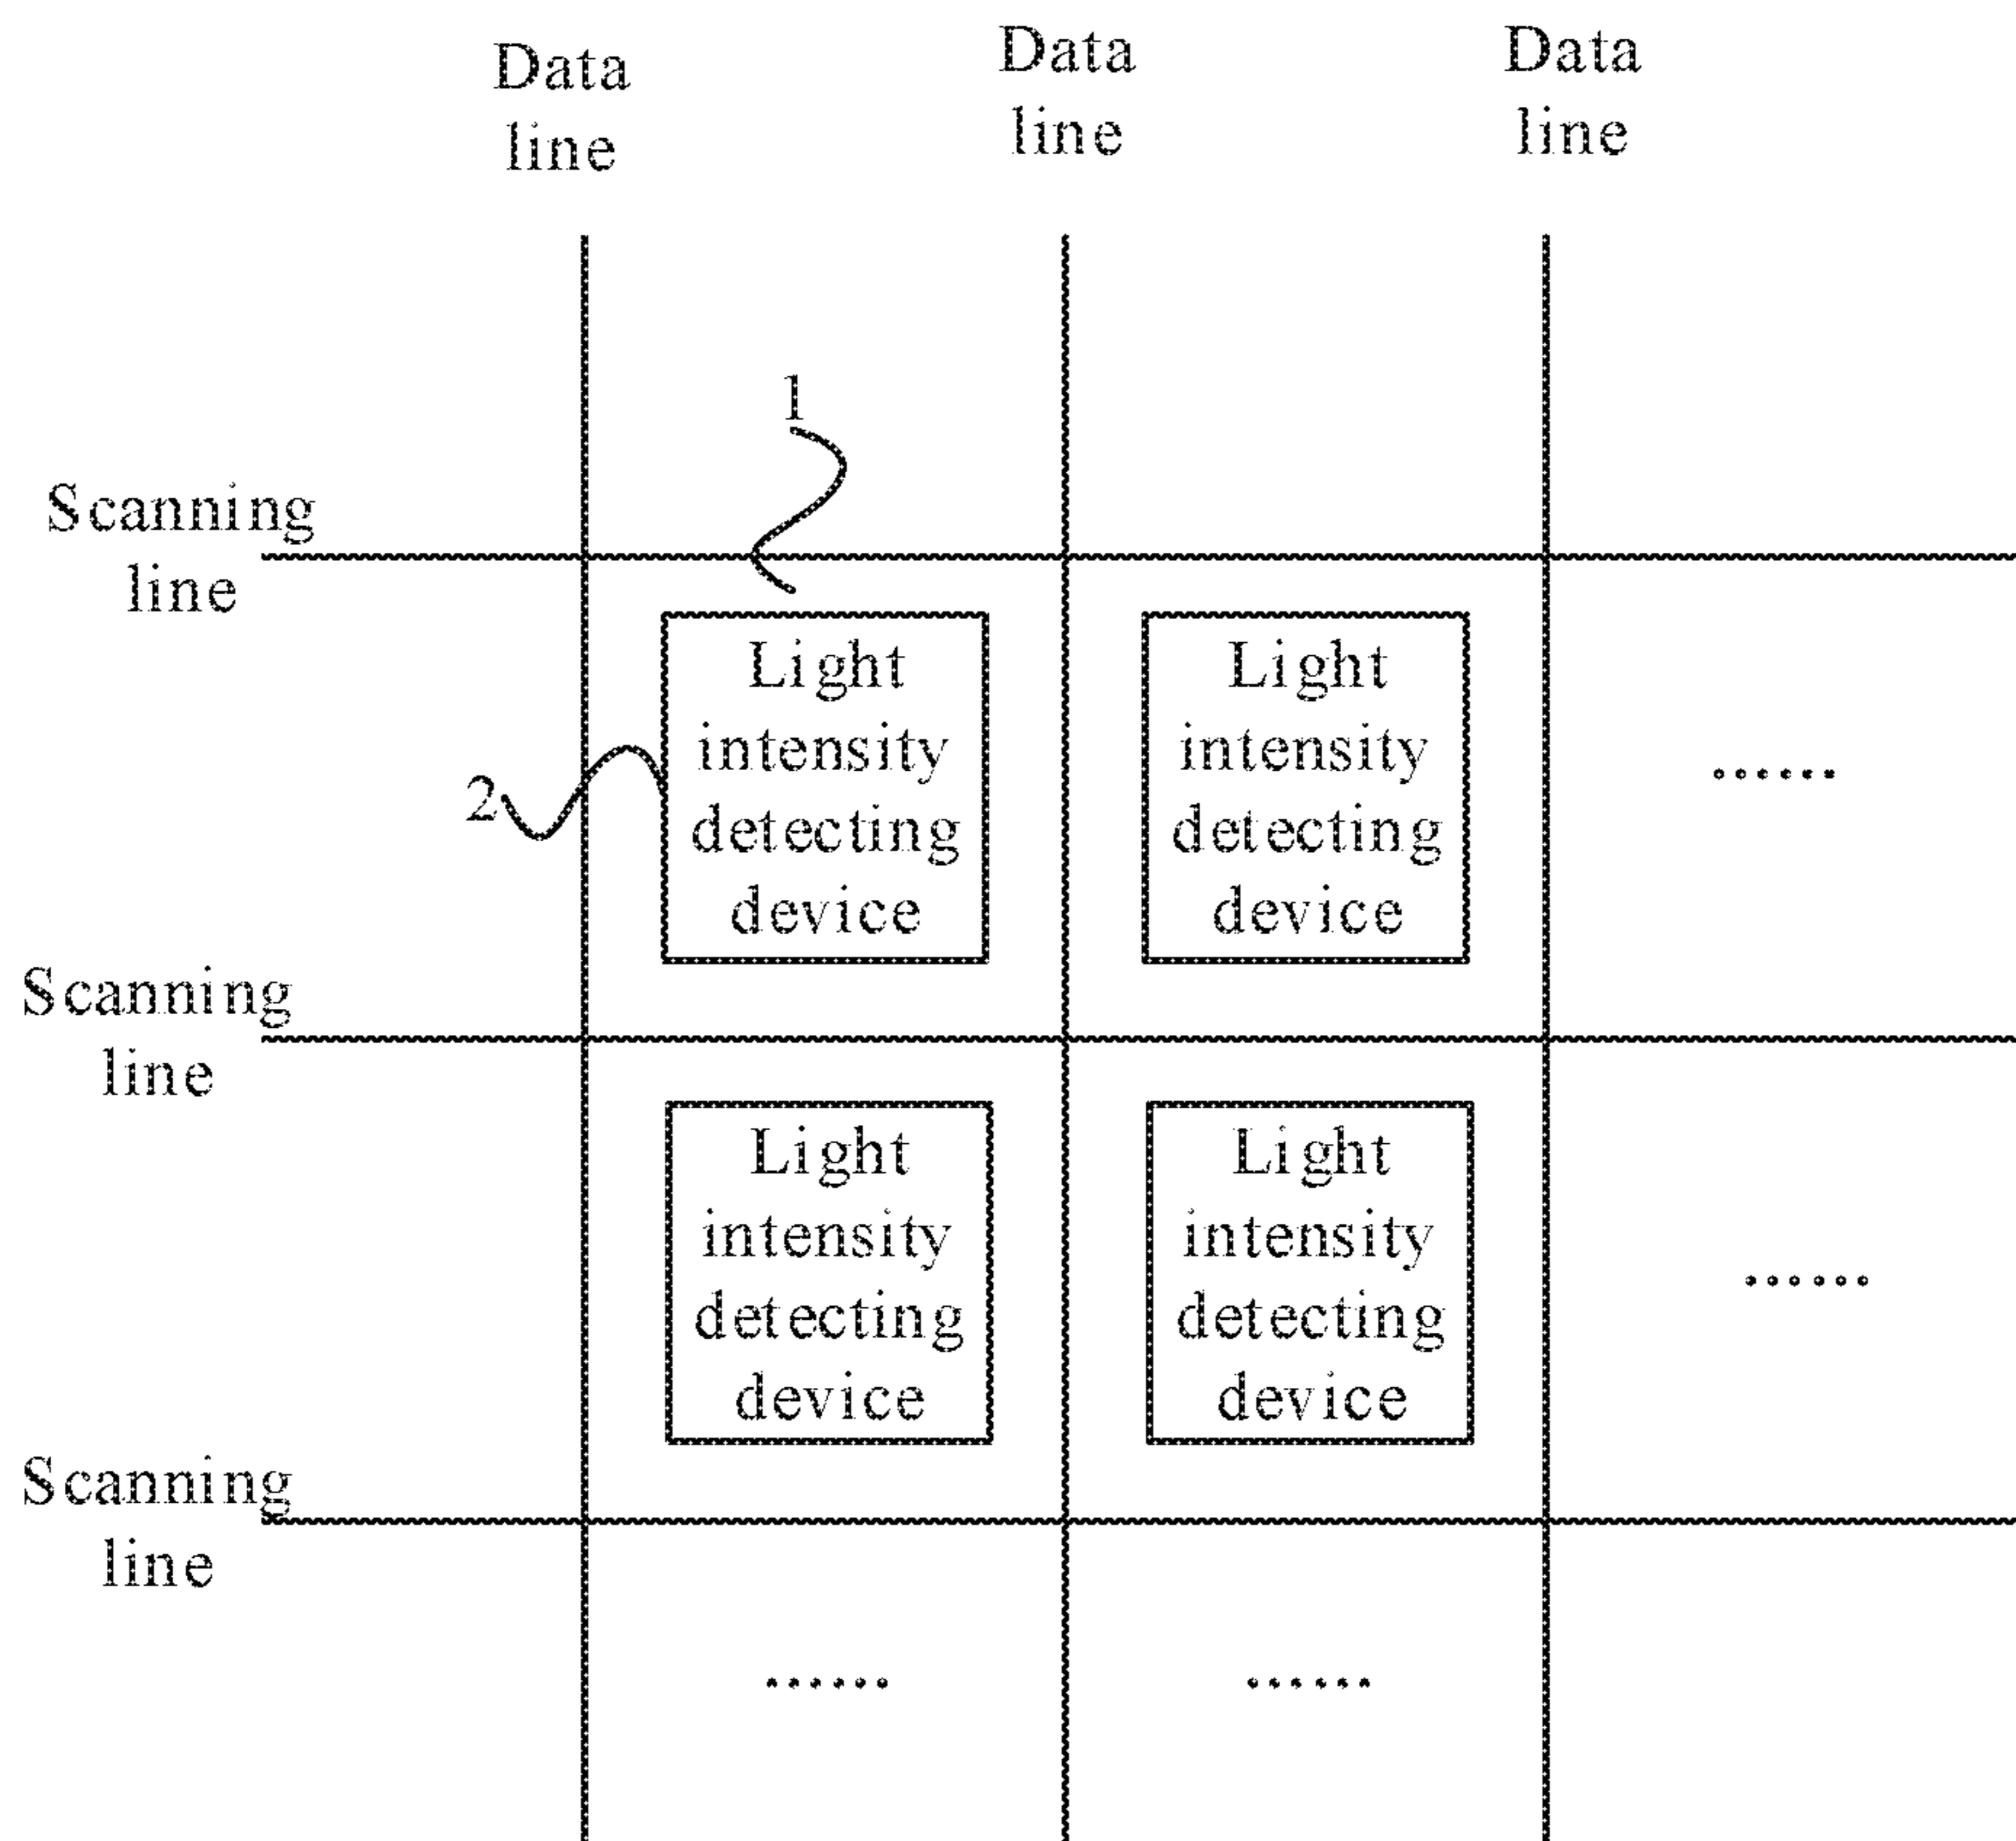 Data
line
Data
line
Data
line
1
Scanning
line
Light
intensity
detecting
device
Light
intensity
detecting
device
......
2
Scanning
line
Light
intensity
detecting
device
Light
intensity
detecting
device
......
Scanning
line
......
......